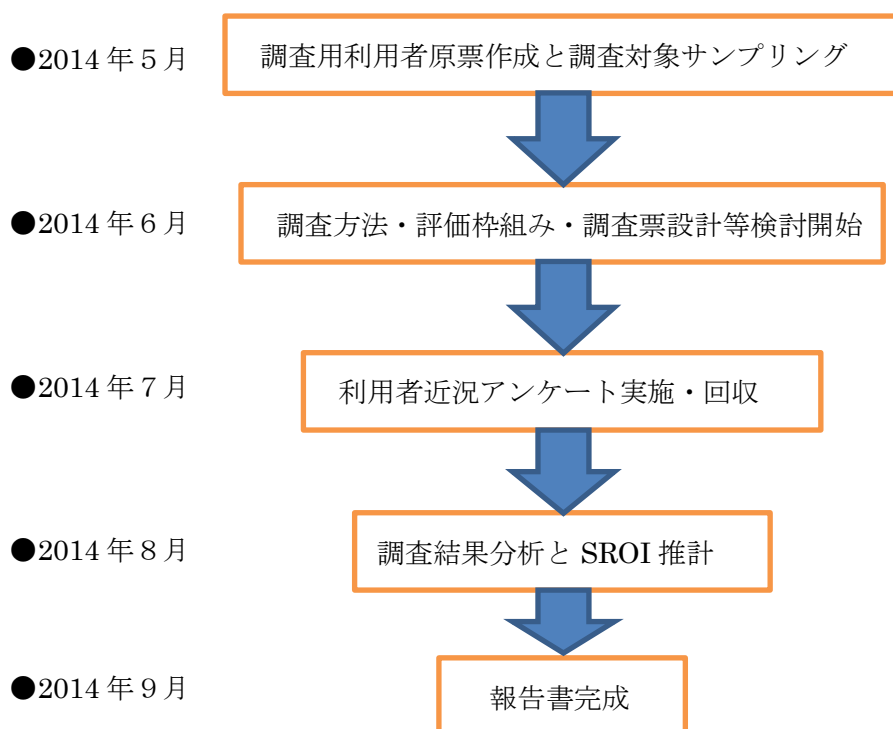 ●2014年5月
調査用利用者原票作成と調査対象サンプリング
●2014年6月
調査方法・評価枠組み・調査票設計等検討開始
●2014年7月
利用者近況アンケート実施・回収
●2014年8月
調査結果分析と SROI 推計
●2014年9月
報告書完成